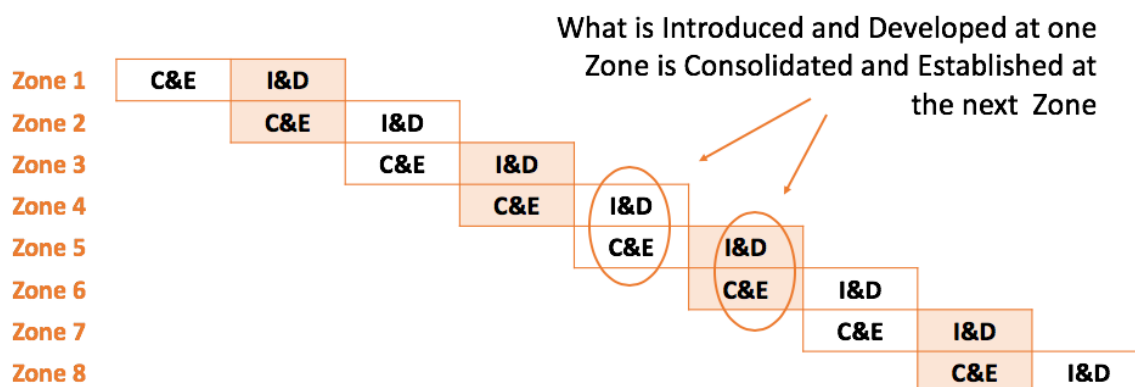 What is Introduced and Developed at one
Zone is Consolidated and Established at
the next Zone
Zone 1 C&E I&D
Zone 2 C&E I&D
Zone 3 C&E I&D
Zone 4 C&E I&D
Zone 5 C&E I&D
Zone 6 C&E I&D
Zone 7 C&E I&D
Zone 8 C&E I&D